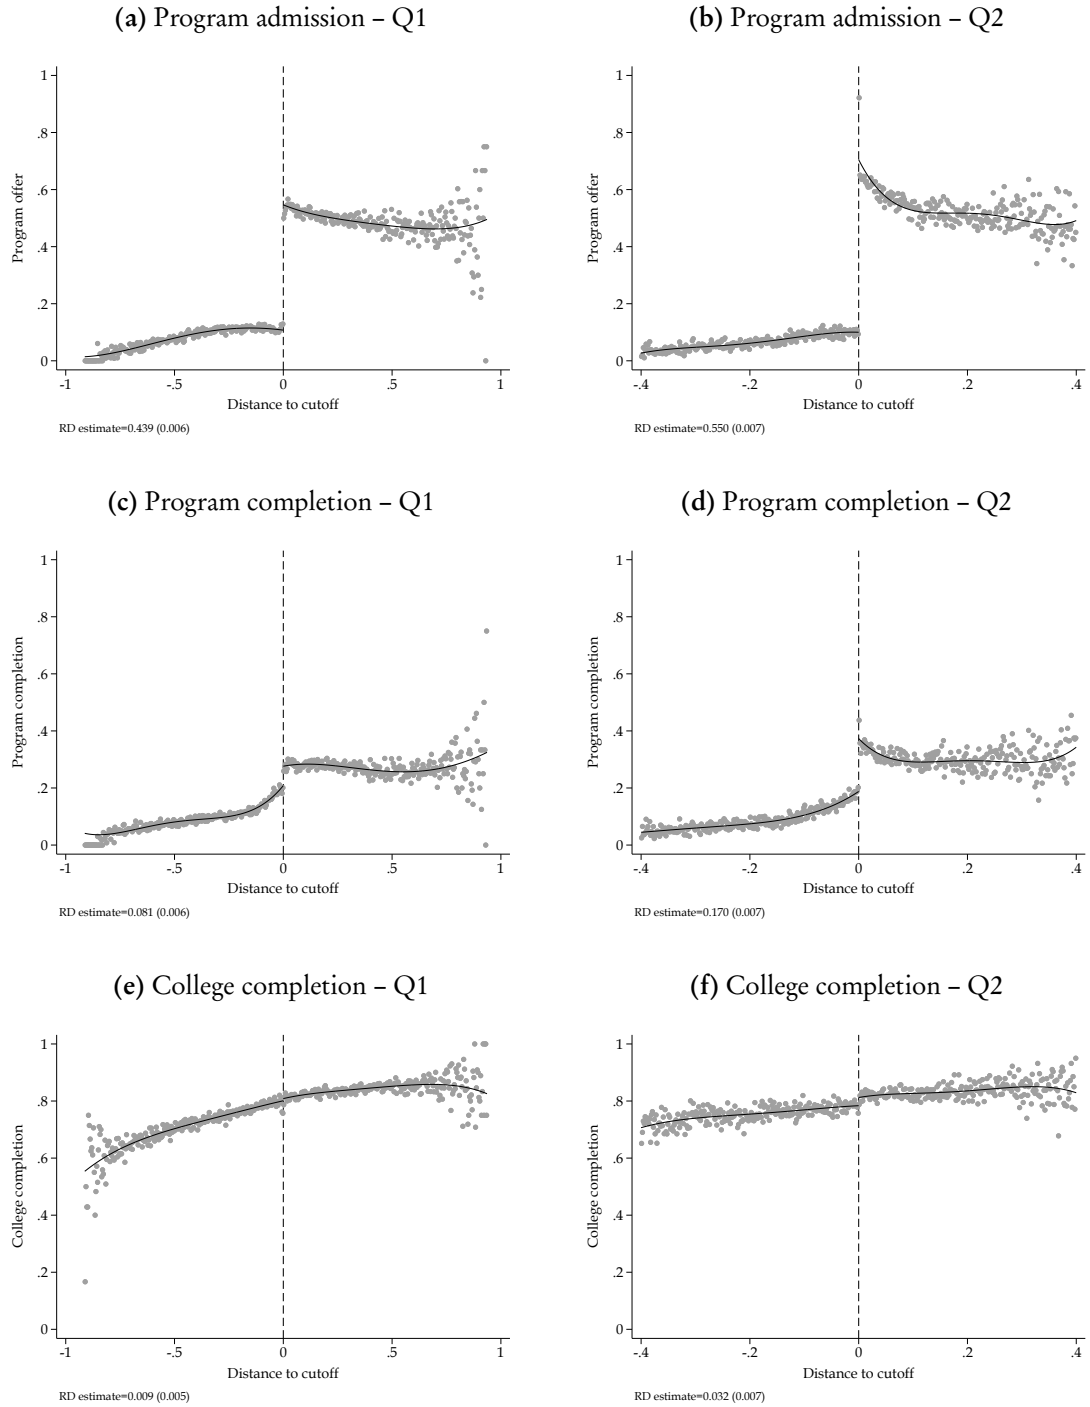 (a) Program admission – Q1
Program offer
1
.8
.6
.4
.2
0
-1
-.5
0
.5
1
Distance to cutoff
RD estimate=0.439 (0.006)
(b) Program admission – Q2
Program offer
1
.8
.6
.4
.2
0
-.4
-.2
0
.2
.4
Distance to cutoff
RD estimate=0.550 (0.007)
(c) Program completion – Q1
Program completion
1
.8
.6
.4
.2
0
-1
-.5
0
.5
1
Distance to cutoff
RD estimate=0.081 (0.006)
(d) Program completion – Q2
Program completion
1
.8
.6
.4
.2
0
-.4
-.2
0
.2
.4
Distance to cutoff
RD estimate=0.170 (0.007)
(e) College completion – Q1
College completion
1
.8
.6
.4
.2
0
-1
-.5
0
.5
1
Distance to cutoff
RD estimate=0.009 (0.005)
(f) College completion – Q2
College completion
1
.8
.6
.4
.2
0
-.4
-.2
0
.2
.4
Distance to cutoff
RD estimate=0.032 (0.007)